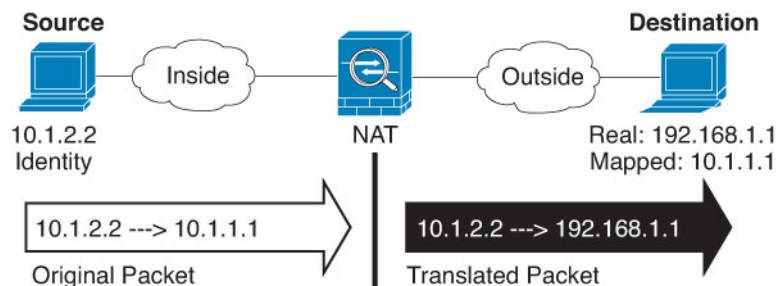 Source
Destination
Inside
Outside
10.1.2.2
Identity
NAT
Real: 192.168.1.1
Mapped: 10.1.1.1
10.1.2.2 ---> 10.1.1.1
10.1.2.2 ---> 192.168.1.1
Original Packet
Translated Packet